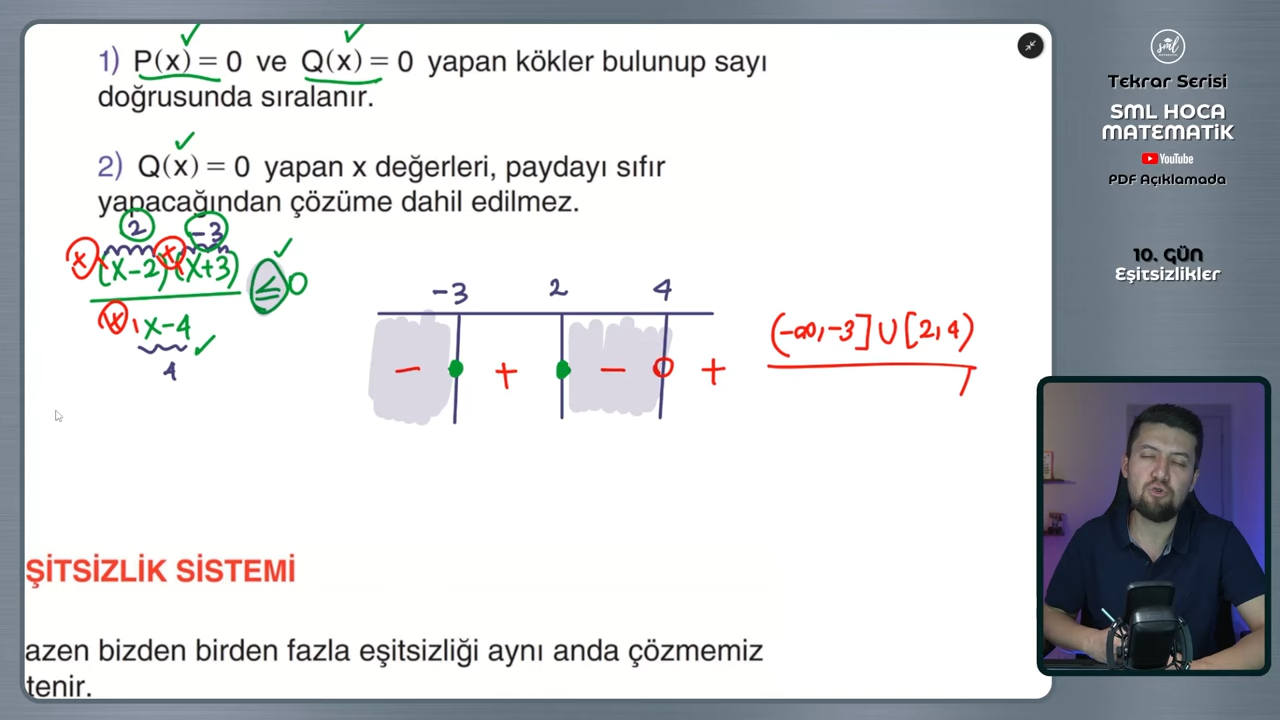 1) P(x) = 0 ve Q(x) = 0 yapan kökler bulunup sayı
doğrusunda sıralanır.
2) Q(x) = 0 yapan x değerleri, paydayı sıfır
yapacağından çözüme dahil edilmez.
2 -3
+ (x-2) + (x+3)
≤ 0
+ x-4
4
-3 2 4
- + - +
(-∞, -3] ∪ [2, 4)
ŞİTSİZLİK SİSTEMİ
azen bizden birden fazla eşitsizliği aynı anda çözmemiz
tenir.
sml
Tekrar Serisi
SML HOCA
MATEMATİK
YouTube
PDF Açıklamada
10. GÜN
Eşitsizlikler